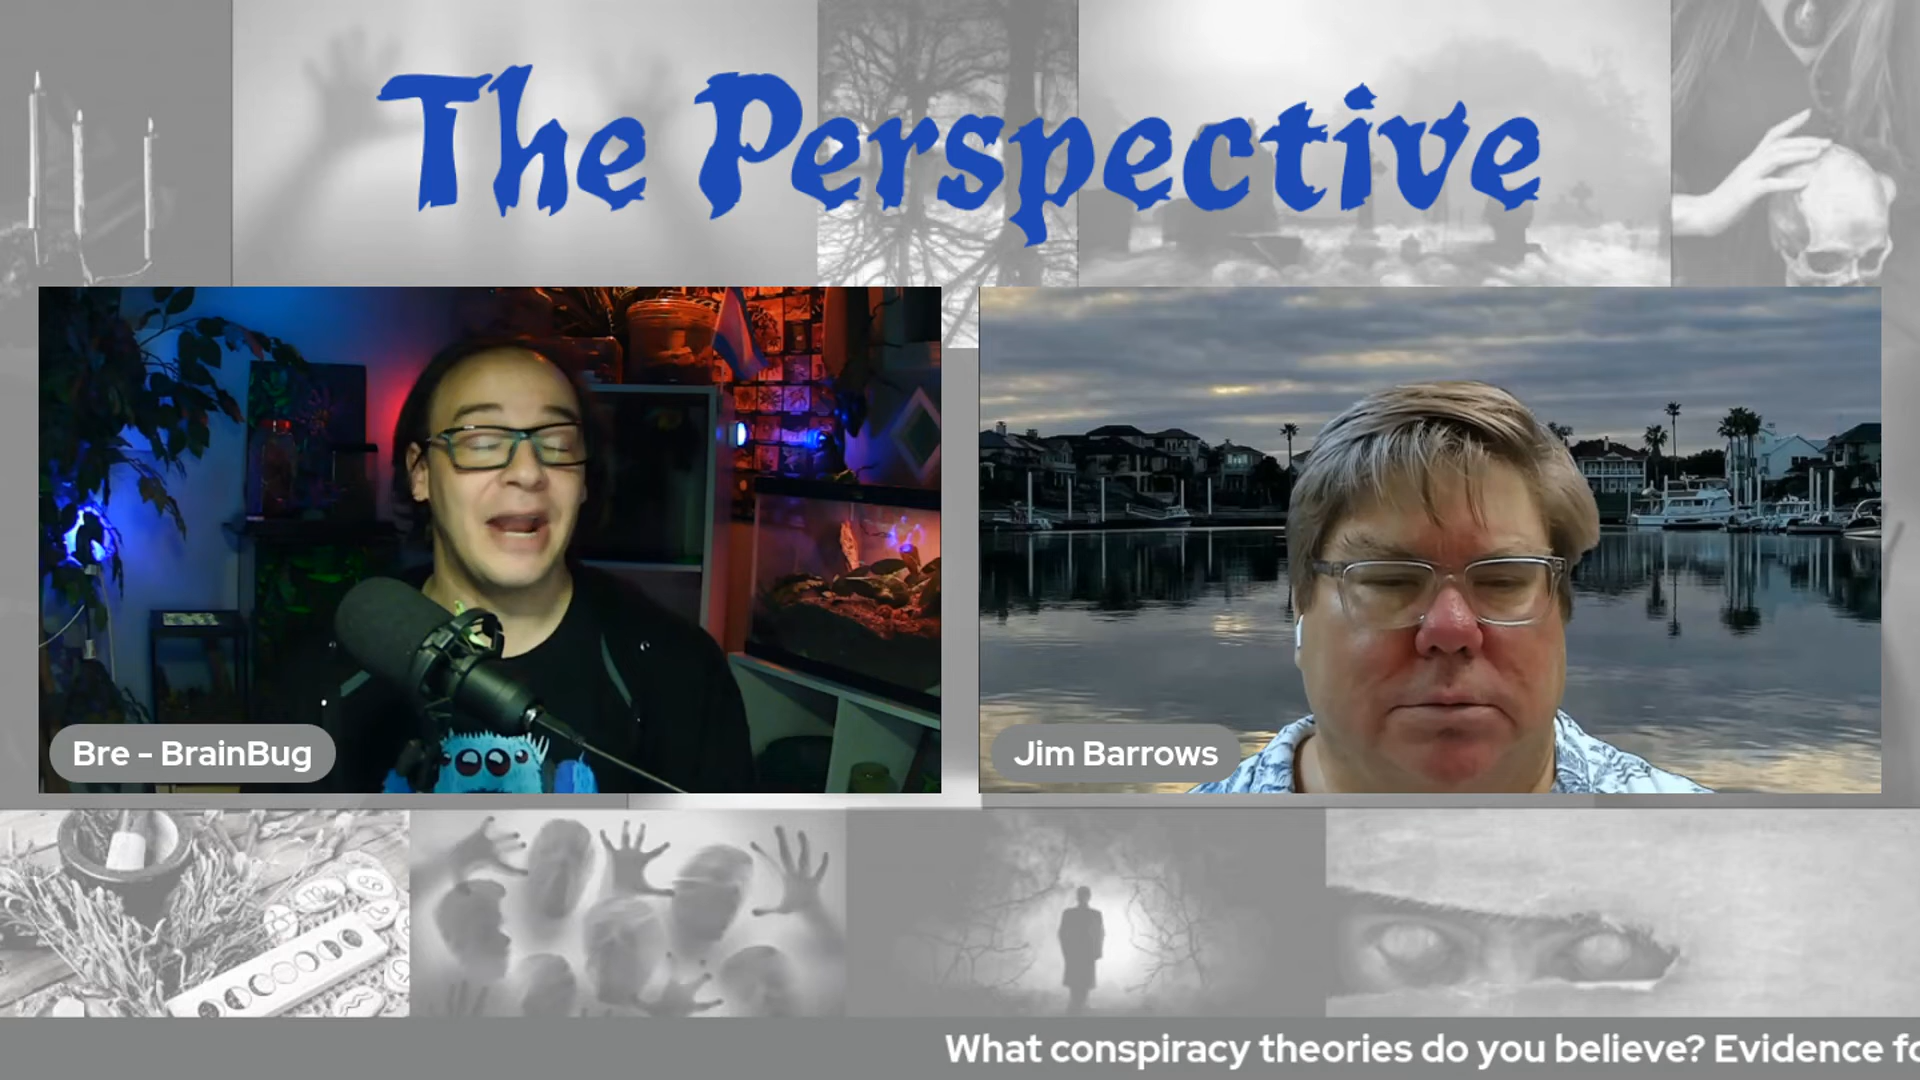 The Perspective
Bre - BrainBug
Jim Barrows
What conspiracy theories do you believe? Evidence fo